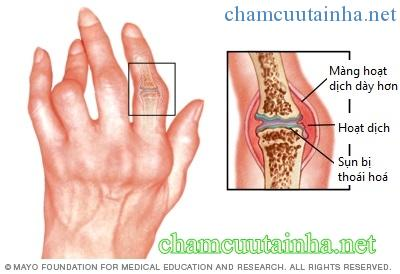 chamcuutainha.net
Màng hoạt
dịch dày hơn
Hoạt dịch
Sụn bị
thoái hoá
chamcuutainha.net
© MAYO FOUNDATION FOR MEDICAL EDUCATION AND RESEARCH. ALL RIGHTS RESERVED.